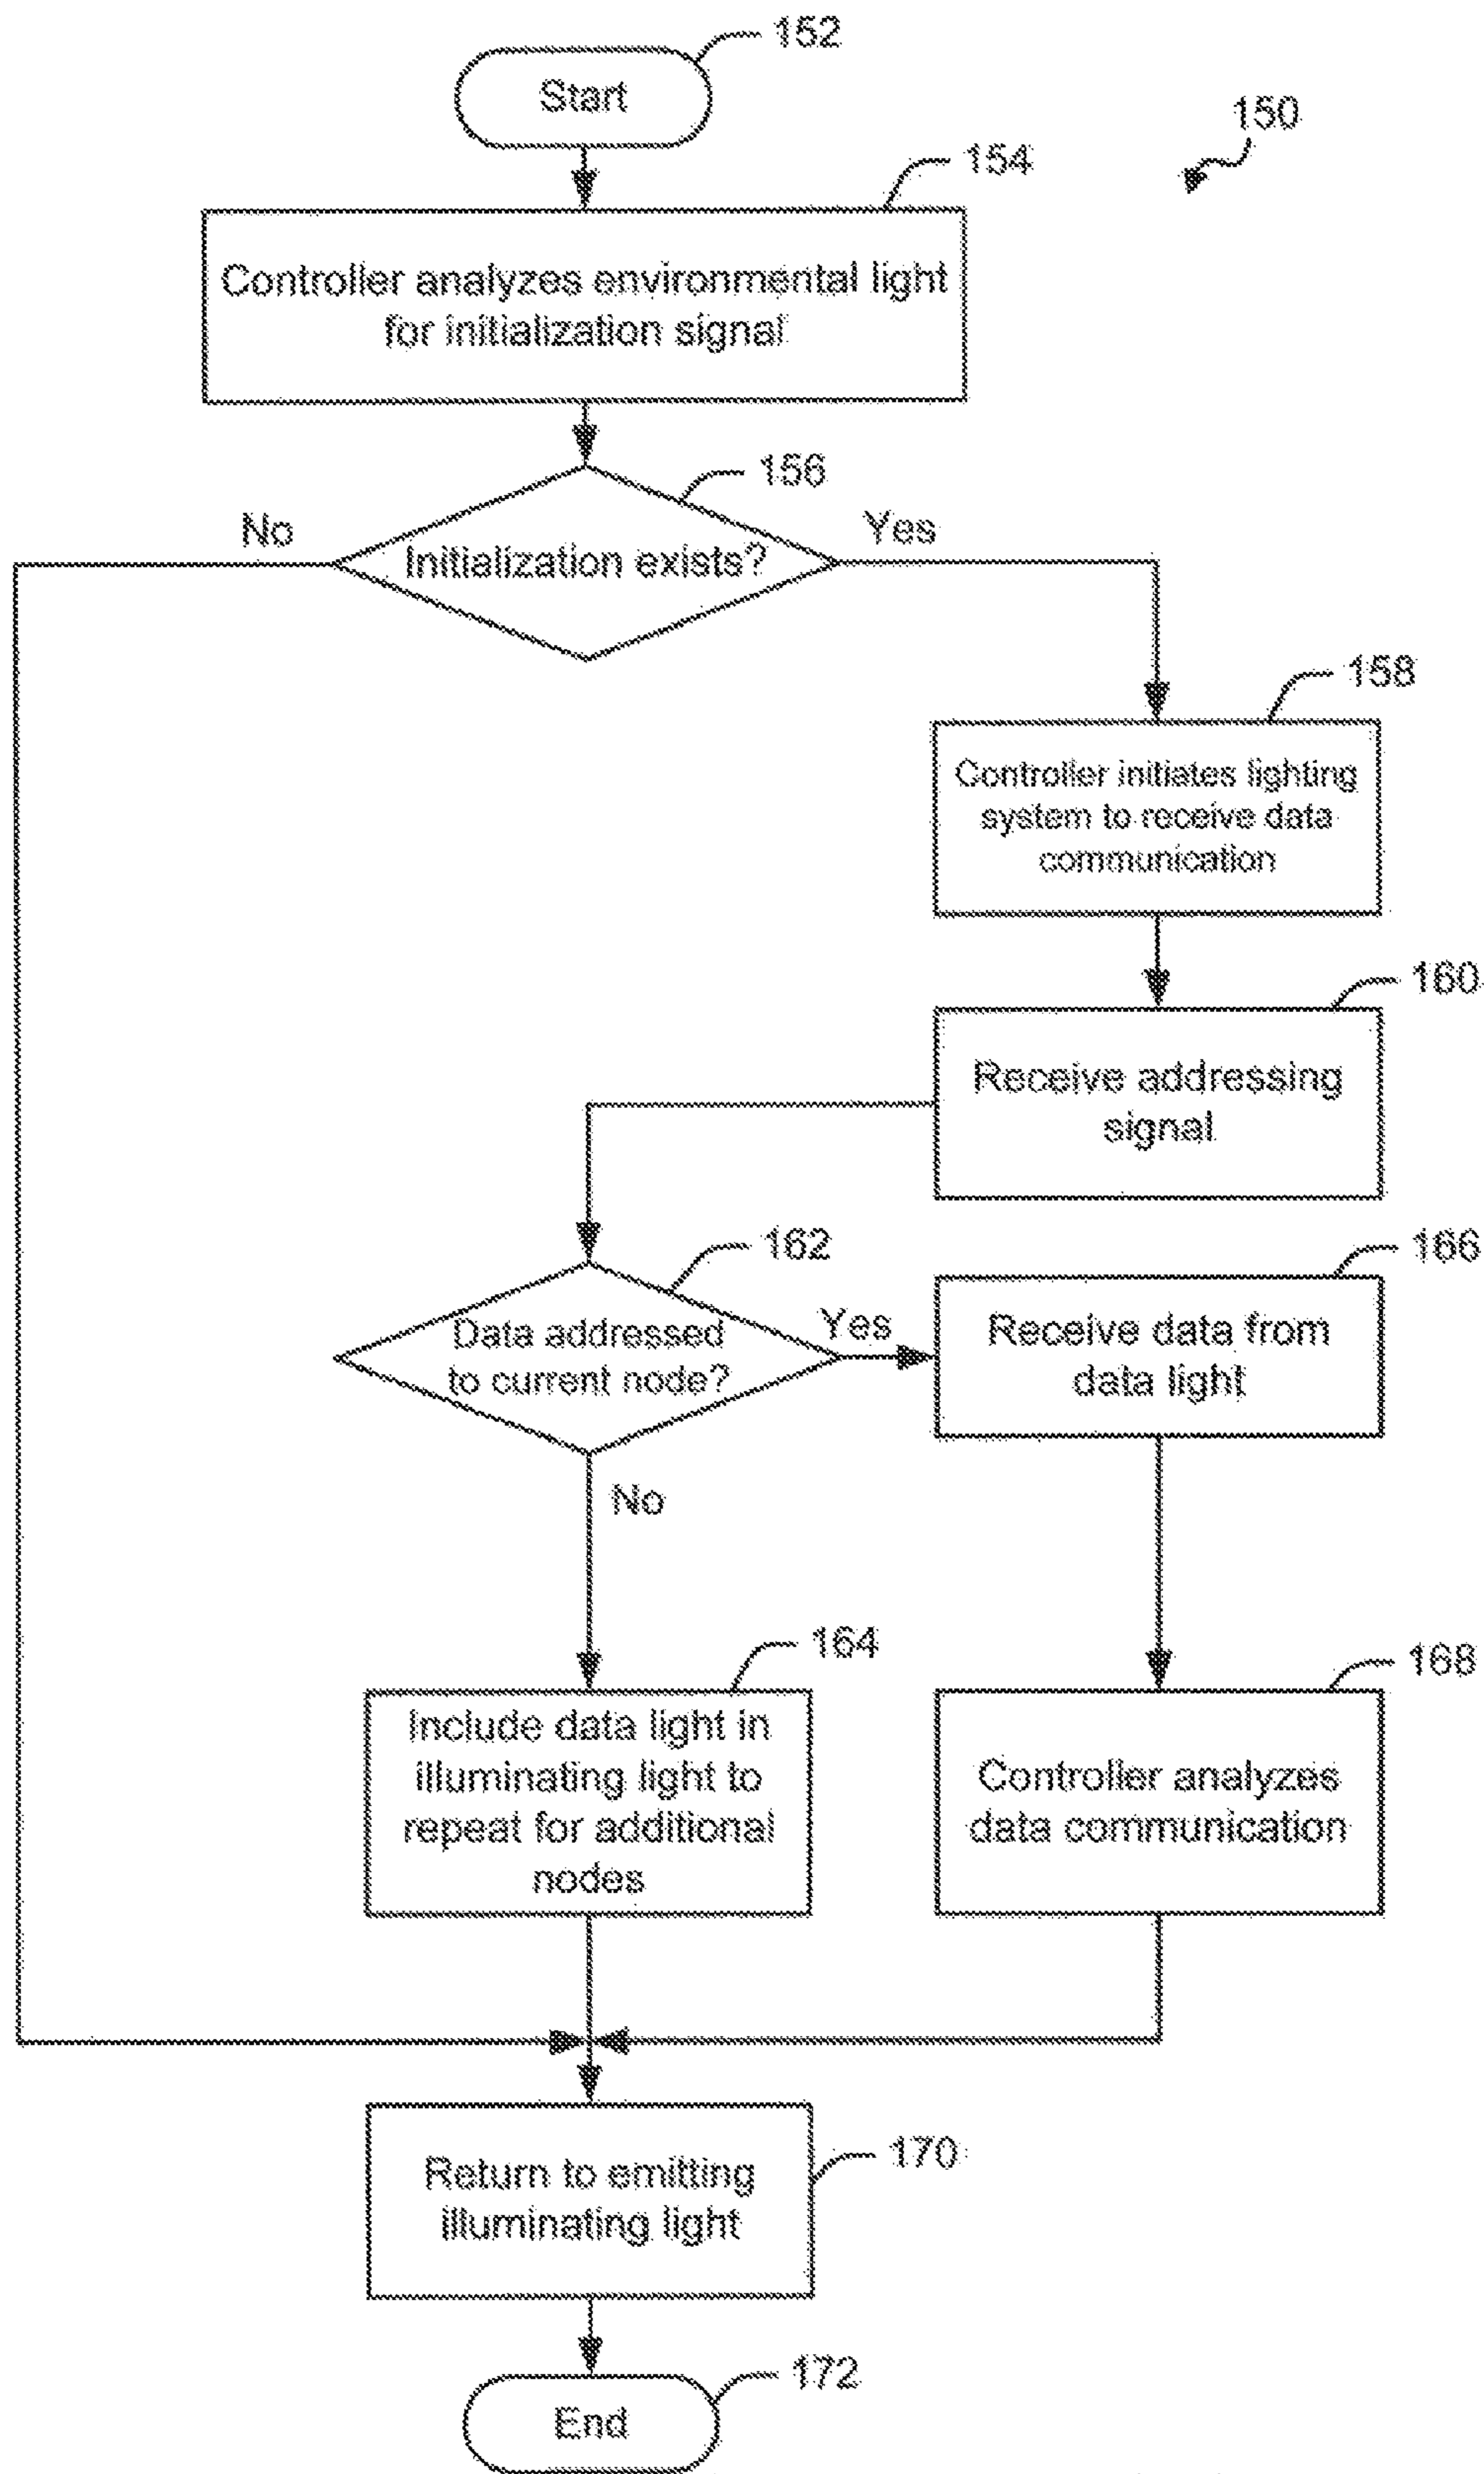 152
Start
150
154
Controller analyzes environmental light
for initialization signal
156
No
Yes
Initialization exists?
158
Controller initiates lighting
system to receive data
communication
160
Receive addressing
signal
162
166
Data addressed
to current node?
Yes
Receive data from
data light
No
164
168
Include data light in
illuminating light to
repeat for additional
nodes
Controller analyzes
data communication
170
Return to emitting
illuminating light
172
End